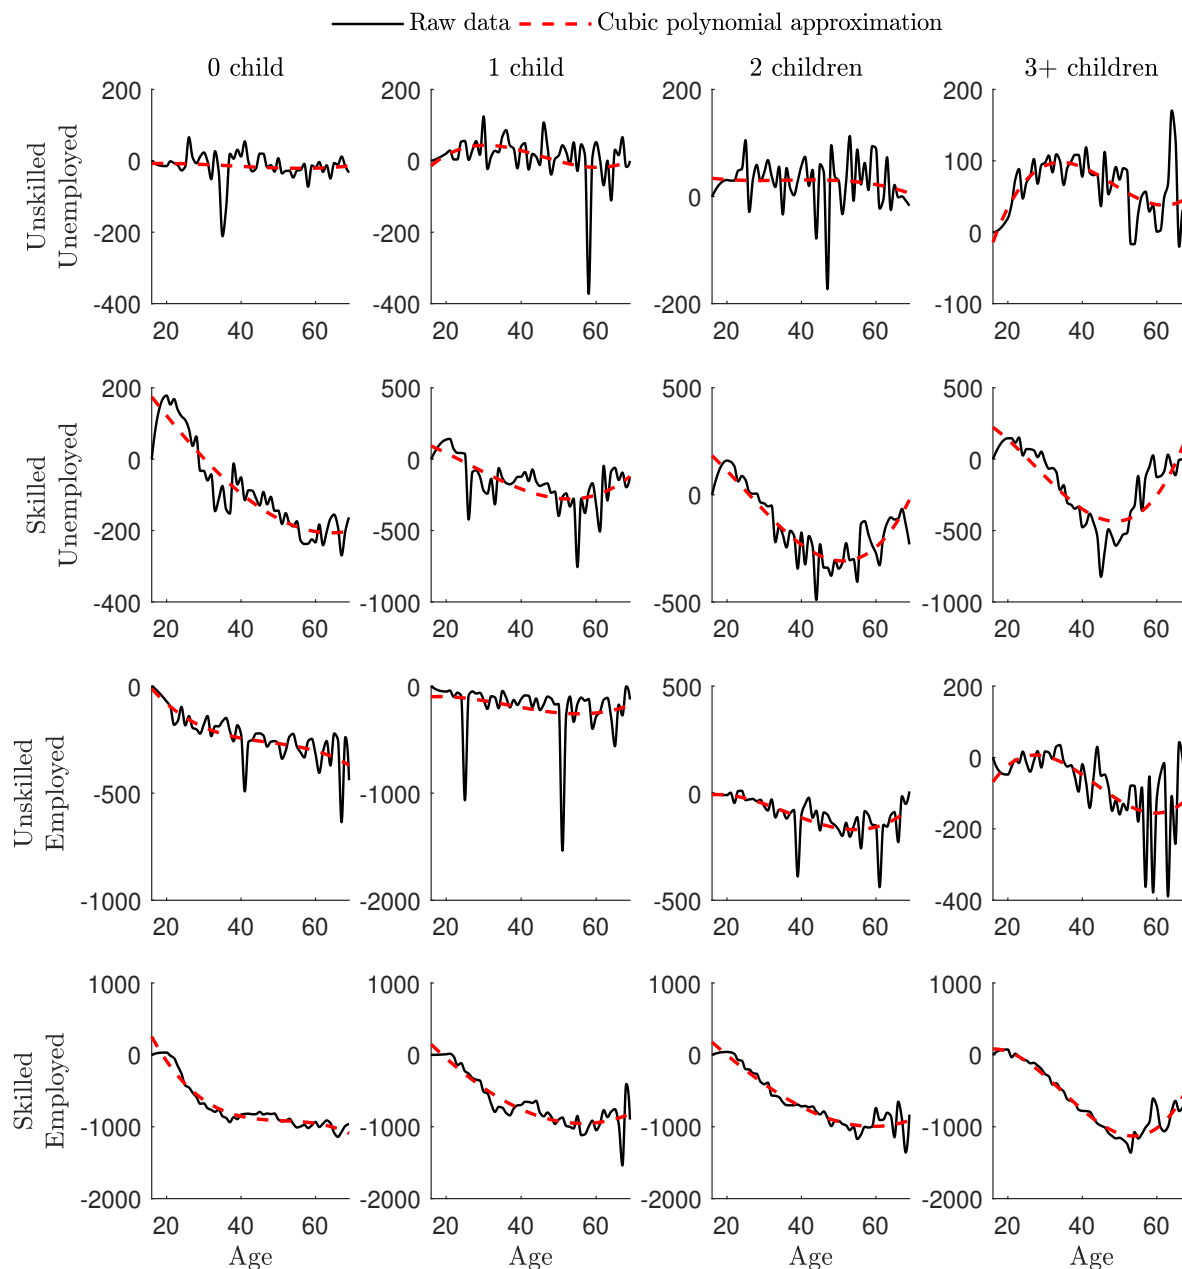 Raw data Cubic polynomial approximation
0 child 1 child 2 children 3+ children
Unskilled
Unemployed
200 200 200 200
0 0 100 100
-200 -200 0 0
-400 -400 -200 -100
20 40 60 20 40 60 20 40 60 20 40 60
Skilled
Unemployed
200 500 500 500
0 0 0 0
-200 -500 -500 -500
-400 -1000 -1000
20 40 60 20 40 60 20 40 60 20 40 60
Unskilled
Employed
0 0 500 200
-500 -1000 0 0
-1000 -2000 -500 -200
-400
20 40 60 20 40 60 20 40 60 20 40 60
Skilled
Employed
1000 1000 1000 1000
0 0 0 0
-1000 -1000 -1000 -1000
-2000 -2000 -2000 -2000
20 40 60 20 40 60 20 40 60 20 40 60
Age Age Age Age